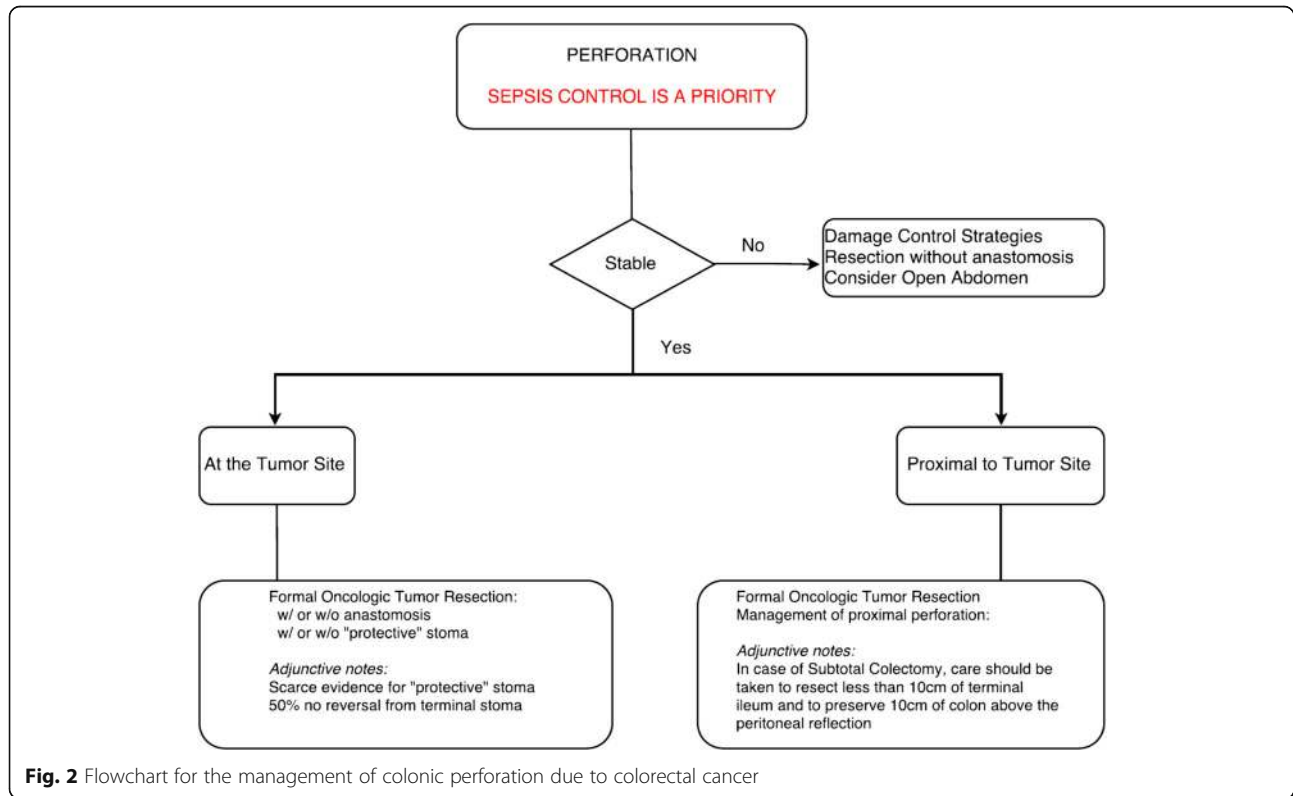 PERFORATION
SEPSIS CONTROL IS A PRIORITY
Stable
No
Damage Control Strategies
Resection without anastomosis
Consider Open Abdomen
Yes
At the Tumor Site
Proximal to Tumor Site
Formal Oncologic Tumor Resection:
w/ or w/o anastomosis
w/ or w/o "protective" stoma
Adjunctive notes:
Scarce evidence for "protective" stoma
50% no reversal from terminal stoma
Formal Oncologic Tumor Resection
Management of proximal perforation:
Adjunctive notes:
In case of Subtotal Colectomy, care should be
taken to resect less than 10cm of terminal
ileum and to preserve 10cm of colon above the
peritoneal reflection
Fig. 2 Flowchart for the management of colonic perforation due to colorectal cancer